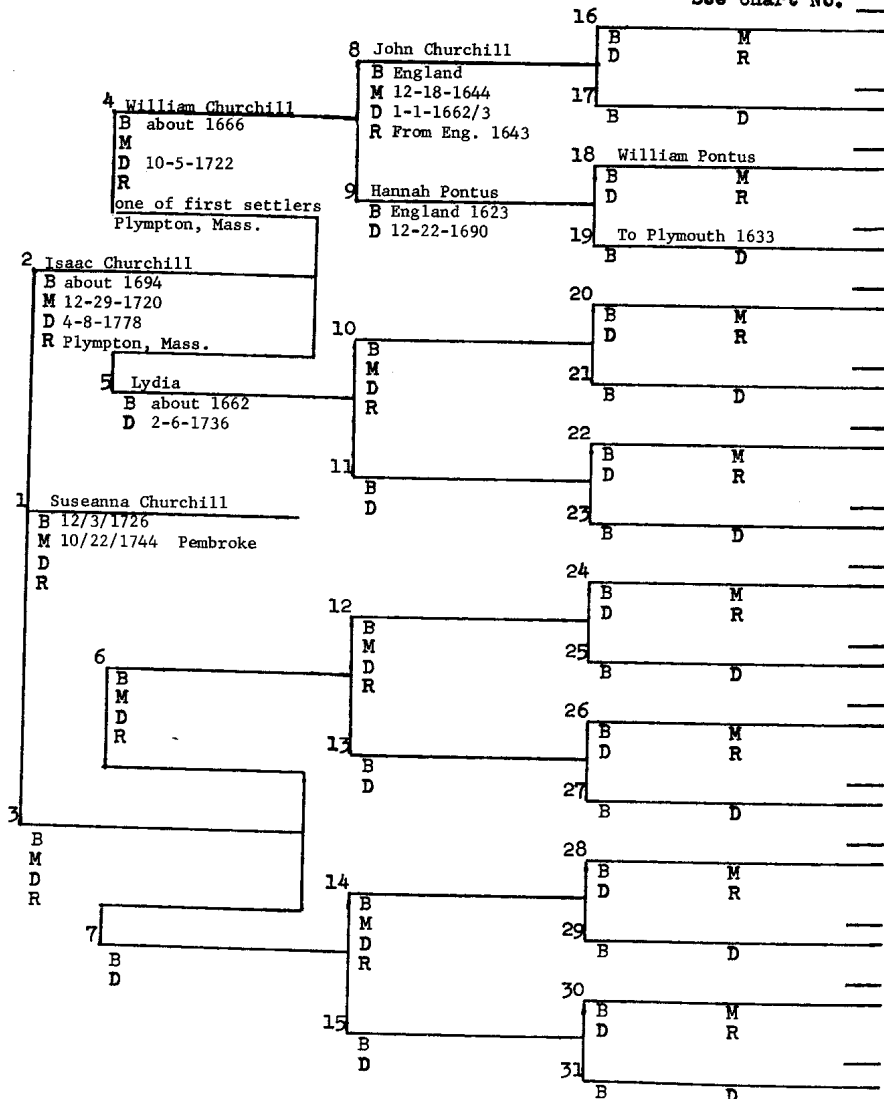 See Chart No.
16
B M
D R
8 John Churchill
B England
M 12-18-1644
D 1-1-1662/3
R From Eng. 1643
17
B D
4 William Churchill
B about 1666
M
D 10-5-1722
R
one of first settlers
Plympton, Mass.
18 William Pontus
B M
D R
9 Hannah Pontus
B England 1623
D 12-22-1690
19 To Plymouth 1633
B D
2 Isaac Churchill
B about 1694
M 12-29-1720
D 4-8-1778
R Plympton, Mass.
20
B M
D R
10
B
M
D
R
21
B D
5 Lydia
B about 1662
D 2-6-1736
22
B M
D R
11
B
D
23
B D
1 Suseanna Churchill
B 12/3/1726
M 10/22/1744 Pembroke
D
R
24
B M
D R
12
B
M
D
R
25
B D
6
B
M
D
R
26
B M
D R
13
B
D
27
B D
3
B
M
D
R
28
B M
D R
14
B
M
D
R
29
B D
7
B
D
30
B M
D R
15
B
D
31
B D